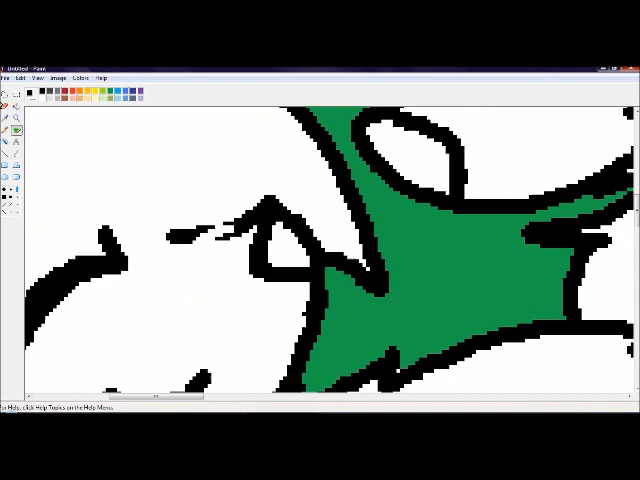 Untitled - Paint
File Edit View Image Colors Help
For Help, click Help Topics on the Help Menu.